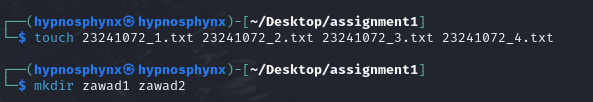 ┌──(hypnosphynx㉿hypnosphynx)-[~/Desktop/assignment1]
└─$ touch 23241072_1.txt 23241072_2.txt 23241072_3.txt 23241072_4.txt
┌──(hypnosphynx㉿hypnosphynx)-[~/Desktop/assignment1]
└─$ mkdir zawad1 zawad2